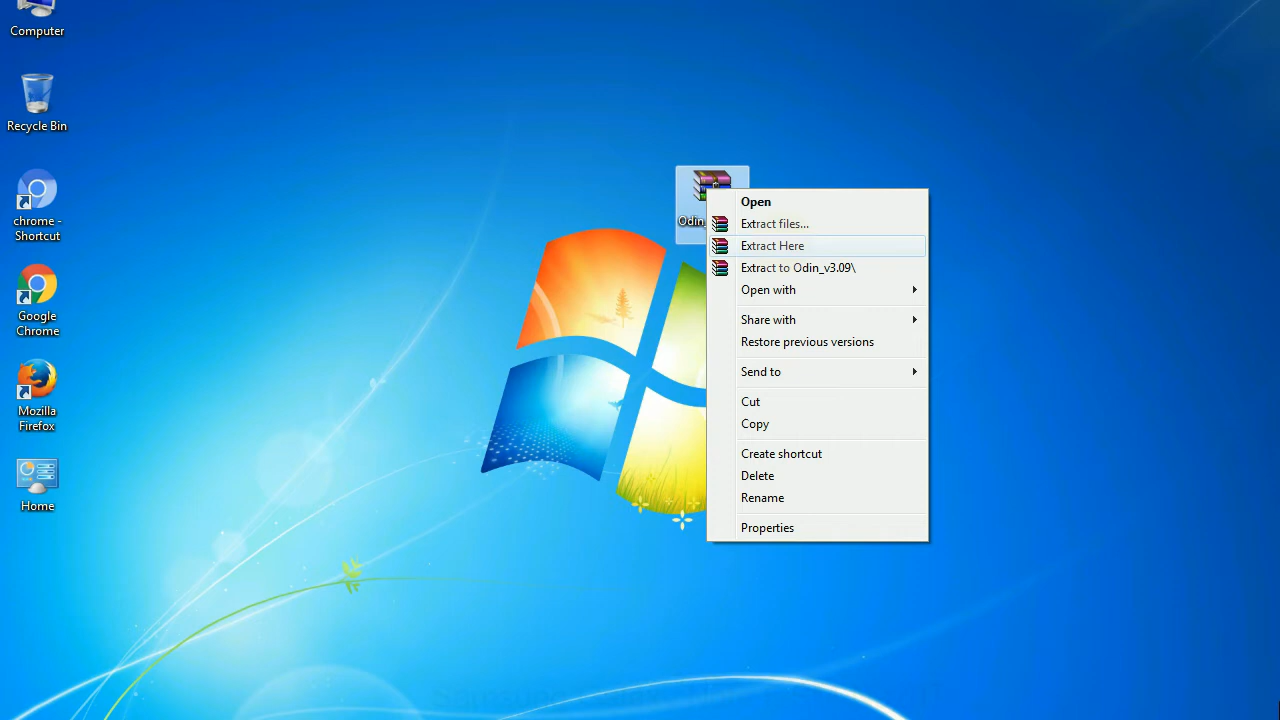 Computer
Recycle Bin
chrome -
Shortcut
Google
Chrome
Mozilla
Firefox
Home
Odin
Open
Extract files...
Extract Here
Extract to Odin_v3.09\
Open with
Share with
Restore previous versions
Send to
Cut
Copy
Create shortcut
Delete
Rename
Properties